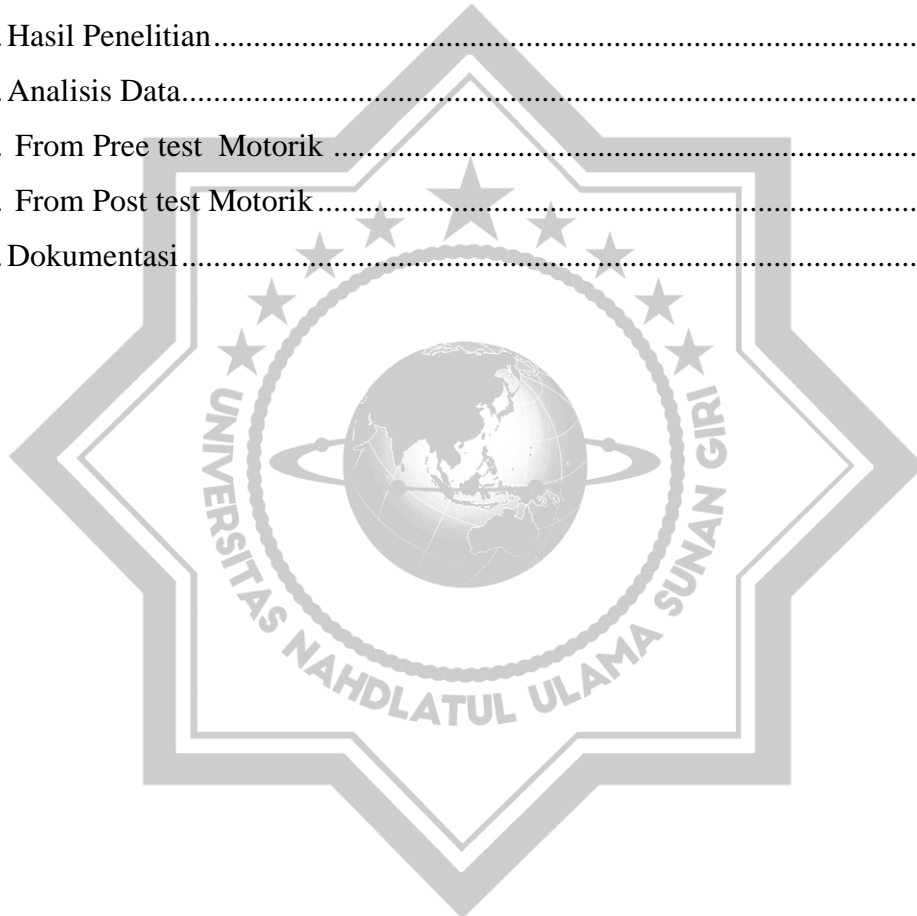 . Hasil Penelitian................................................................................
. Analisis Data................................................................................
. From Pree test Motorik ................................................................................
. From Post test Motorik................................................................................
. Dokumentasi................................................................................
UNIVERSITAS NAHDLATUL ULAMA SUNAN GIRI